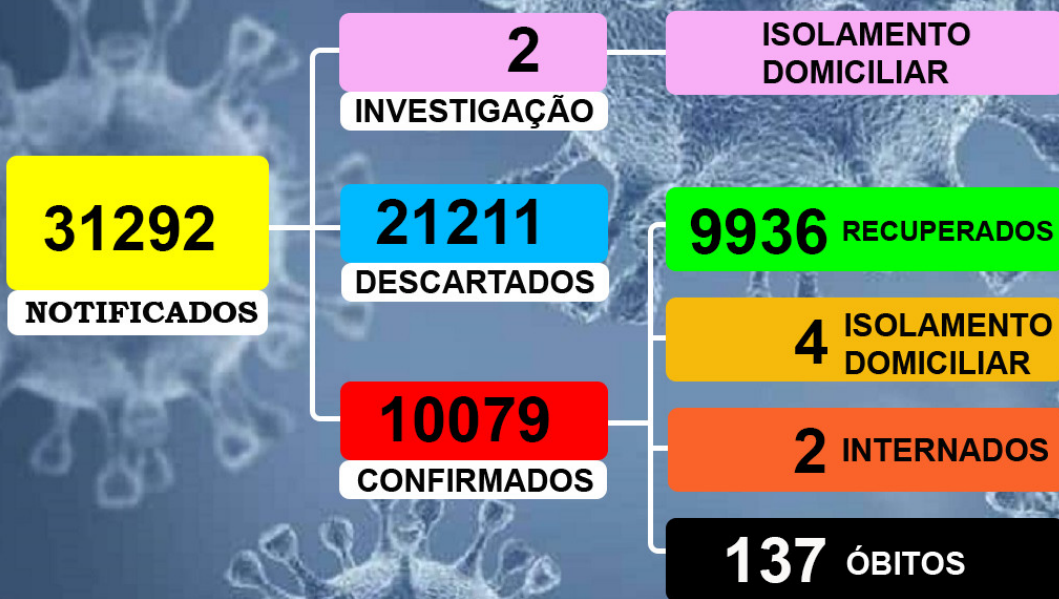 31292
NOTIFICADOS
2
INVESTIGAÇÃO
ISOLAMENTO
DOMICILIAR
21211
DESCARTADOS
10079
CONFIRMADOS
9936 RECUPERADOS
4 ISOLAMENTO
DOMICILIAR
2 INTERNADOS
137 ÓBITOS